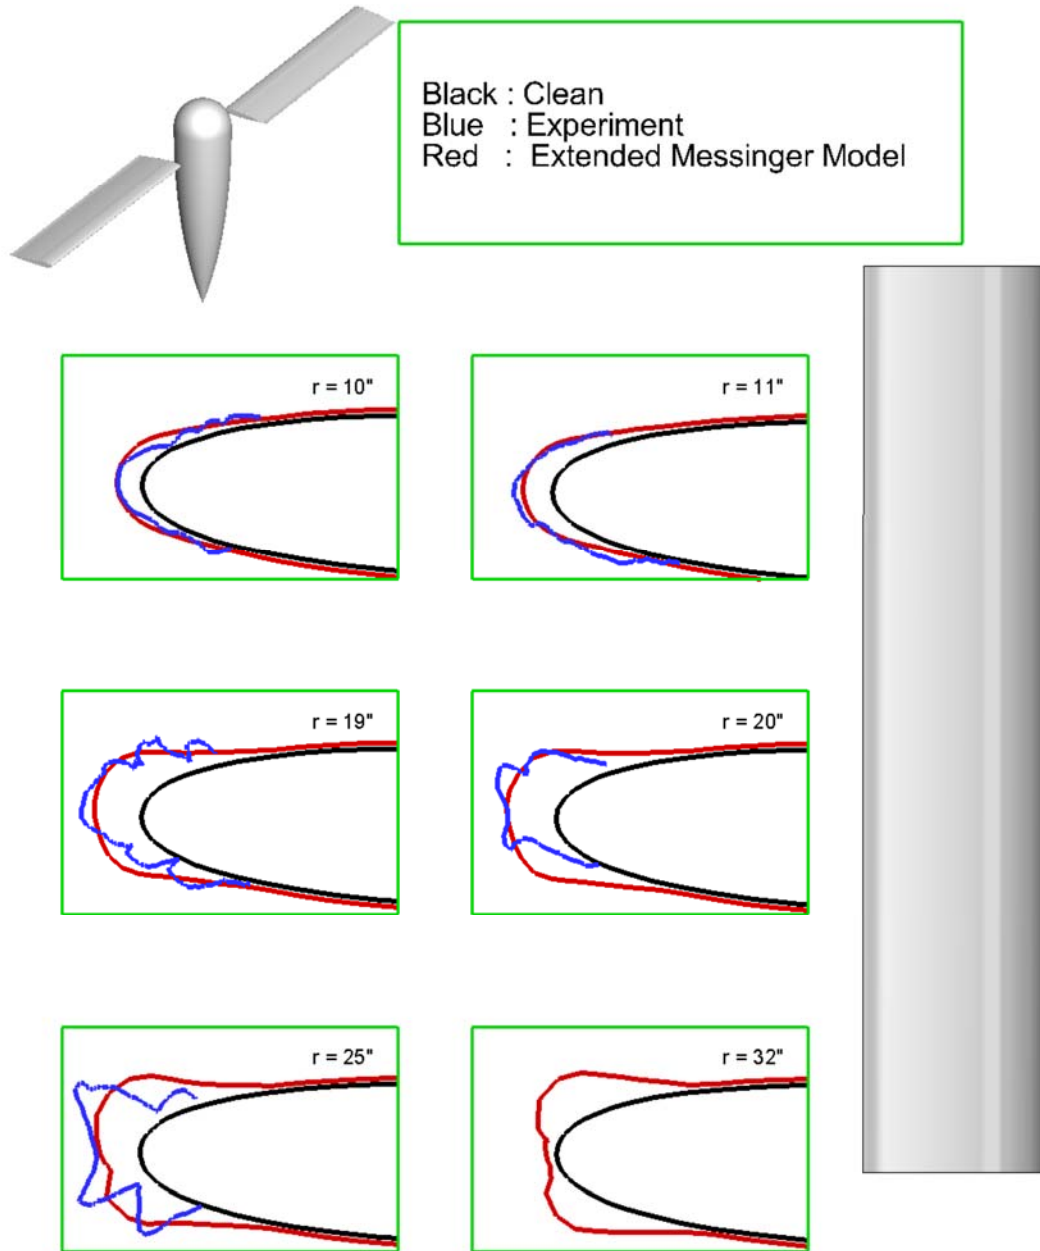 Black : Clean
Blue : Experiment
Red : Extended Messinger Model
r = 10"
r = 11"
r = 19"
r = 20"
r = 25"
r = 32"